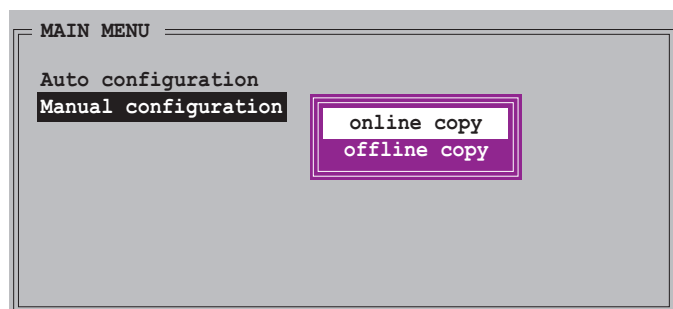 MAIN MENU
Auto configuration
Manual configuration
online copy
offline copy